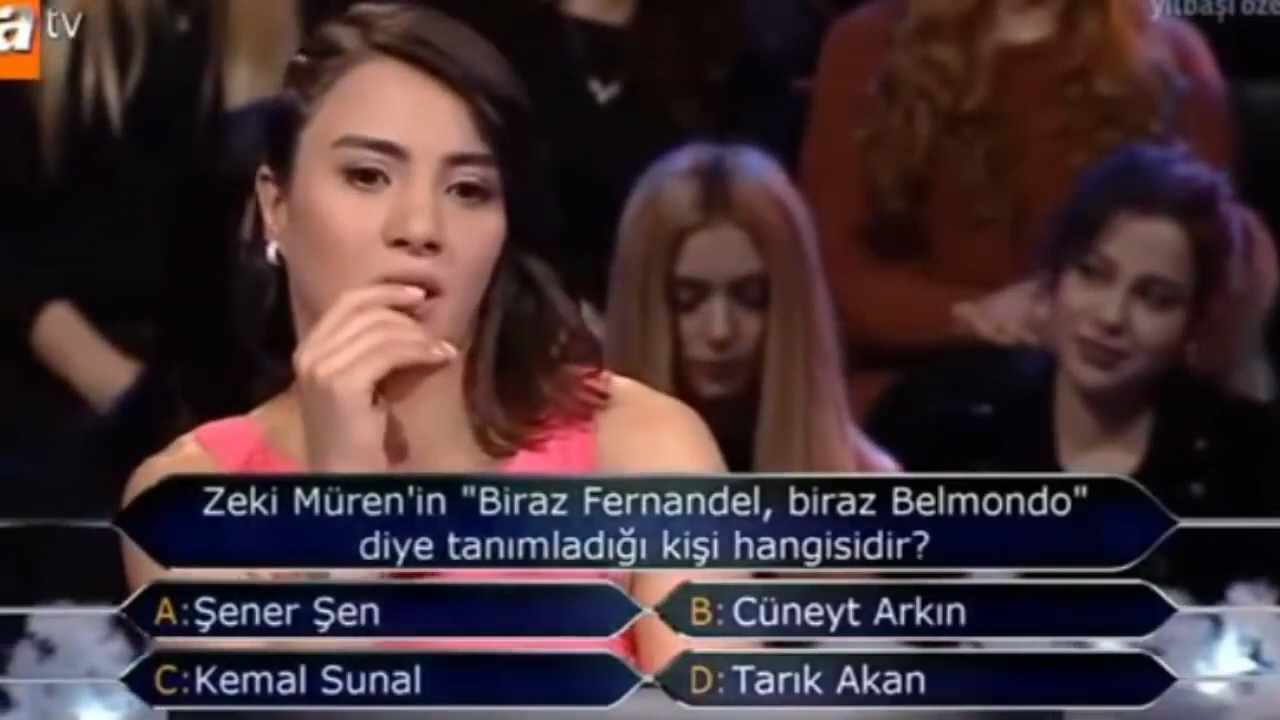 atv
yılbaşı öze
Zeki Müren'in "Biraz Fernandel, biraz Belmondo"
diye tanımladığı kişi hangisidir?
A: Şener Şen
B: Cüneyt Arkın
C: Kemal Sunal
D: Tarık Akan